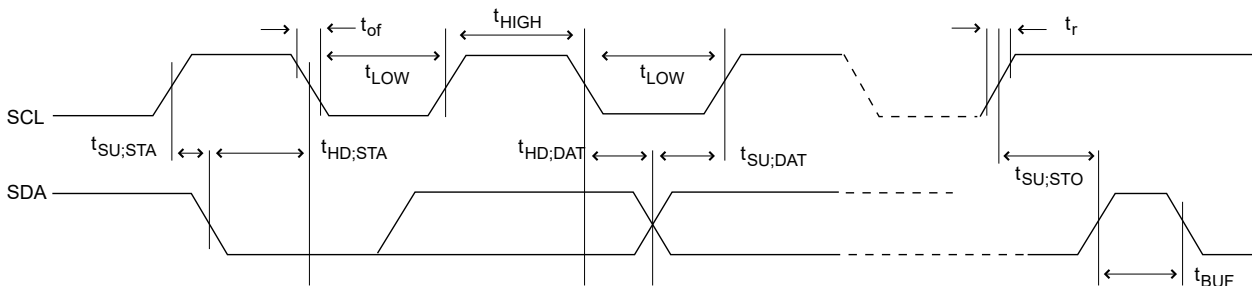 t_of
t_HIGH
t_r
t_LOW
t_LOW
SCL
t_SU;STA
t_HD;STA
t_HD;DAT
t_SU;DAT
t_SU;STO
SDA
t_BUF